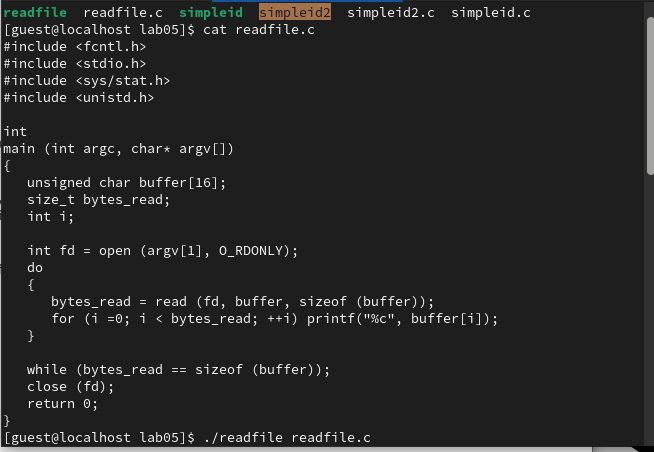 readfile  readfile.c  simpleid  simpleid2  simpleid2.c  simpleid.c
[guest@localhost lab05]$ cat readfile.c
#include <fcntl.h>
#include <stdio.h>
#include <sys/stat.h>
#include <unistd.h>

int
main (int argc, char* argv[])
{
   unsigned char buffer[16];
   size_t bytes_read;
   int i;

   int fd = open (argv[1], O_RDONLY);
   do
   {
      bytes_read = read (fd, buffer, sizeof (buffer));
      for (i =0; i < bytes_read; ++i) printf("%c", buffer[i]);
   }

   while (bytes_read == sizeof (buffer));
   close (fd);
   return 0;
}
[guest@localhost lab05]$ ./readfile readfile.c